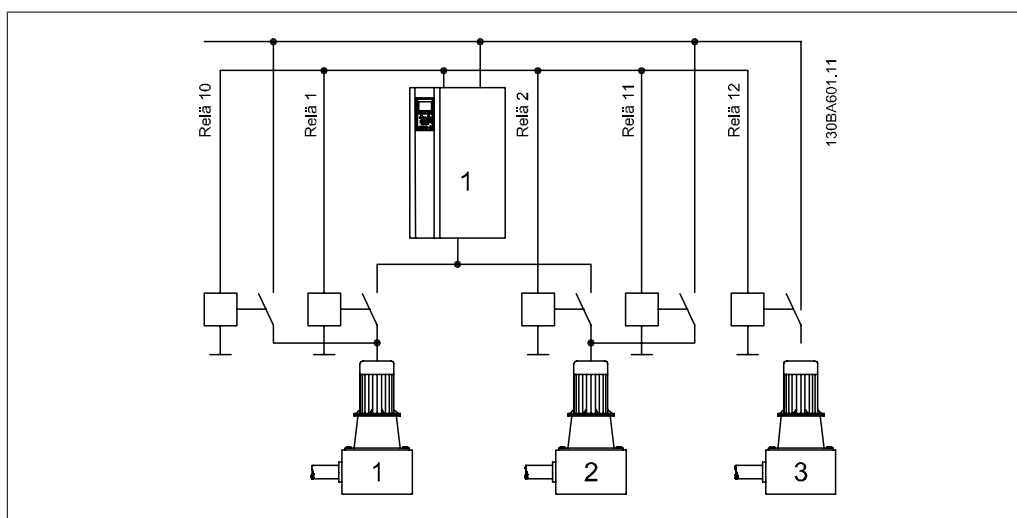 Relä 10
Relä 1
Relä 2
Relä 11
Relä 12
130BA601.11
1
1
2
3